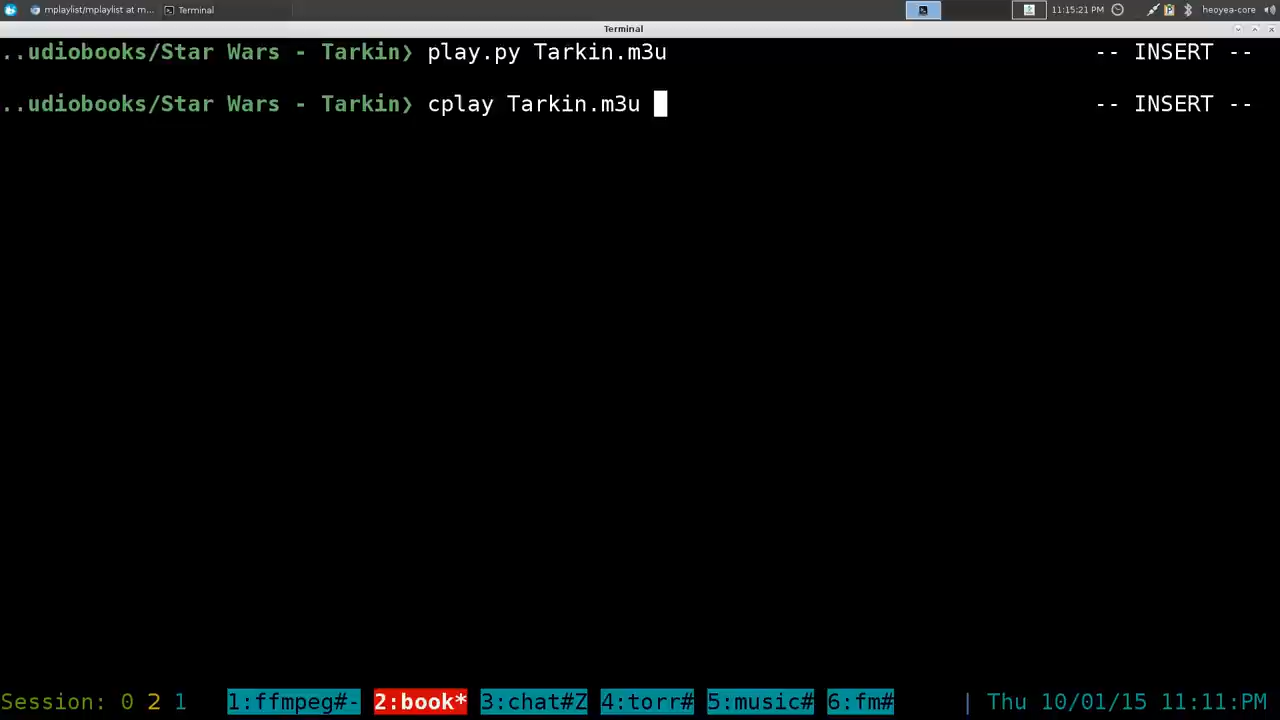 mplaylist/mplaylist at m... Terminal 11:15:21 PM heoyea-core
Terminal
..udiobooks/Star Wars - Tarkin❯ play.py Tarkin.m3u -- INSERT --
..udiobooks/Star Wars - Tarkin❯ cplay Tarkin.m3u -- INSERT --
Session: 0 2 1 1:ffmpeg#- 2:book* 3:chat#Z 4:torr# 5:music# 6:fm# | Thu 10/01/15 11:11:PM